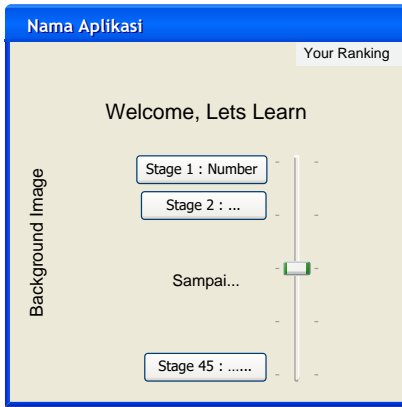 Nama Aplikasi
Your Ranking
Welcome, Lets Learn
Background Image
Stage 1 : Number
Stage 2 : ...
Sampai...
Stage 45 : ......